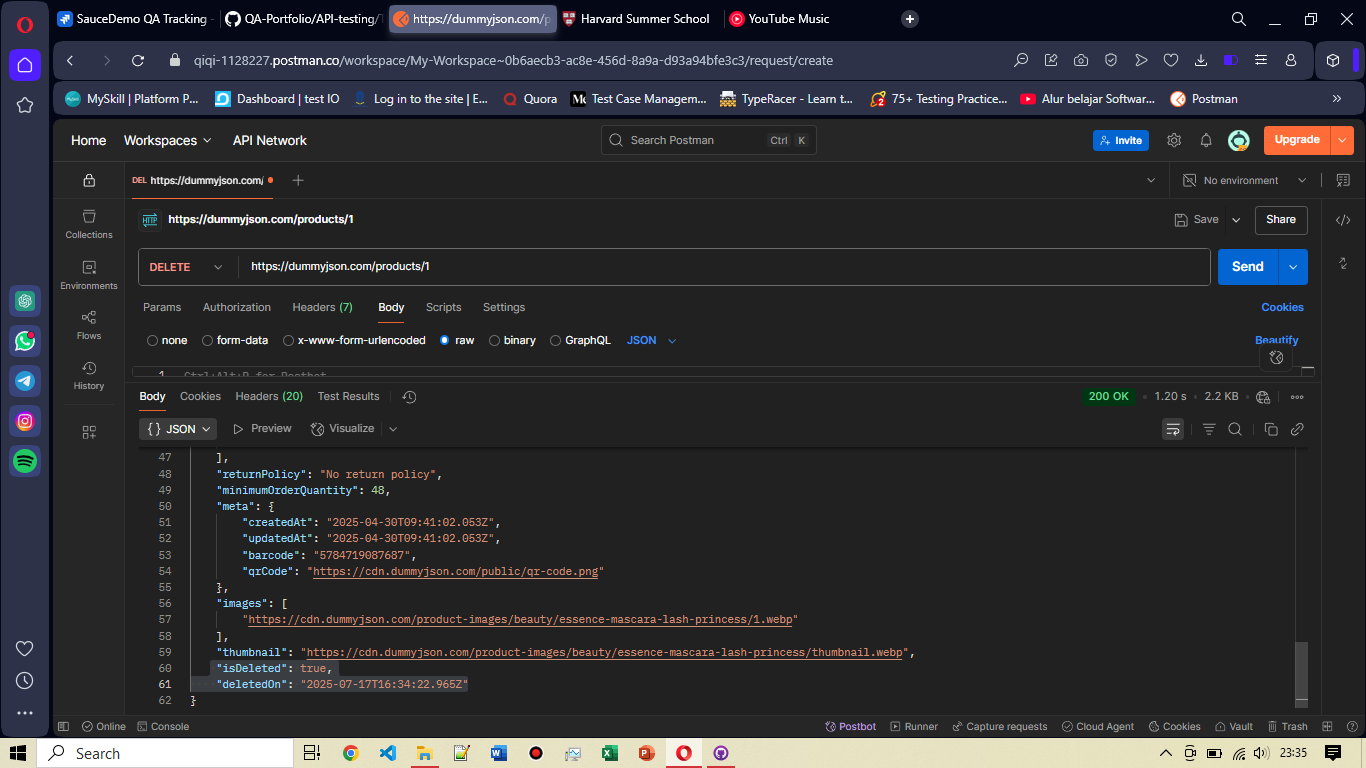 SauceDemo QA Tracking -
QA-Portfolio/API-testing/T
https://dummyjson.com/p
Harvard Summer School
YouTube Music
qiqi-1128227.postman.co/workspace/My-Workspace~0b6aecb3-ac8e-456d-8a9a-d93a94bfe3c3/request/create
MySkill | Platform P...
Dashboard | test IO
Log in to the site | E...
Quora
Test Case Managem...
TypeRacer - Learn t...
75+ Testing Practice...
Alur belajar Softwar...
Postman
Home
Workspaces
API Network
Search Postman
Ctrl
K
Invite
Upgrade
DEL https://dummyjson.com/
No environment
HTTP https://dummyjson.com/products/1
Save
Share
Collections
Environments
Flows
History
DELETE
https://dummyjson.com/products/1
Send
Params
Authorization
Headers (7)
Body
Scripts
Settings
Cookies
none
form-data
x-www-form-urlencoded
raw
binary
GraphQL
JSON
Beautify
1 Ctrl+Alt+P for Postbot
Body
Cookies
Headers (20)
Test Results
200 OK
1.20 s
2.2 KB
{ } JSON
Preview
Visualize
47 ],
48 "returnPolicy": "No return policy",
49 "minimumOrderQuantity": 48,
50 "meta": {
51 "createdAt": "2025-04-30T09:41:02.053Z",
52 "updatedAt": "2025-04-30T09:41:02.053Z",
53 "barcode": "5784719087687",
54 "qrCode": "https://cdn.dummyjson.com/public/qr-code.png"
55 },
56 "images": [
57 "https://cdn.dummyjson.com/product-images/beauty/essence-mascara-lash-princess/1.webp"
58 ],
59 "thumbnail": "https://cdn.dummyjson.com/product-images/beauty/essence-mascara-lash-princess/thumbnail.webp",
60 "isDeleted": true,
61 "deletedOn": "2025-07-17T16:34:22.965Z"
62 }
Online
Console
Postbot
Runner
Capture requests
Cloud Agent
Cookies
Vault
Trash
Search
23:35